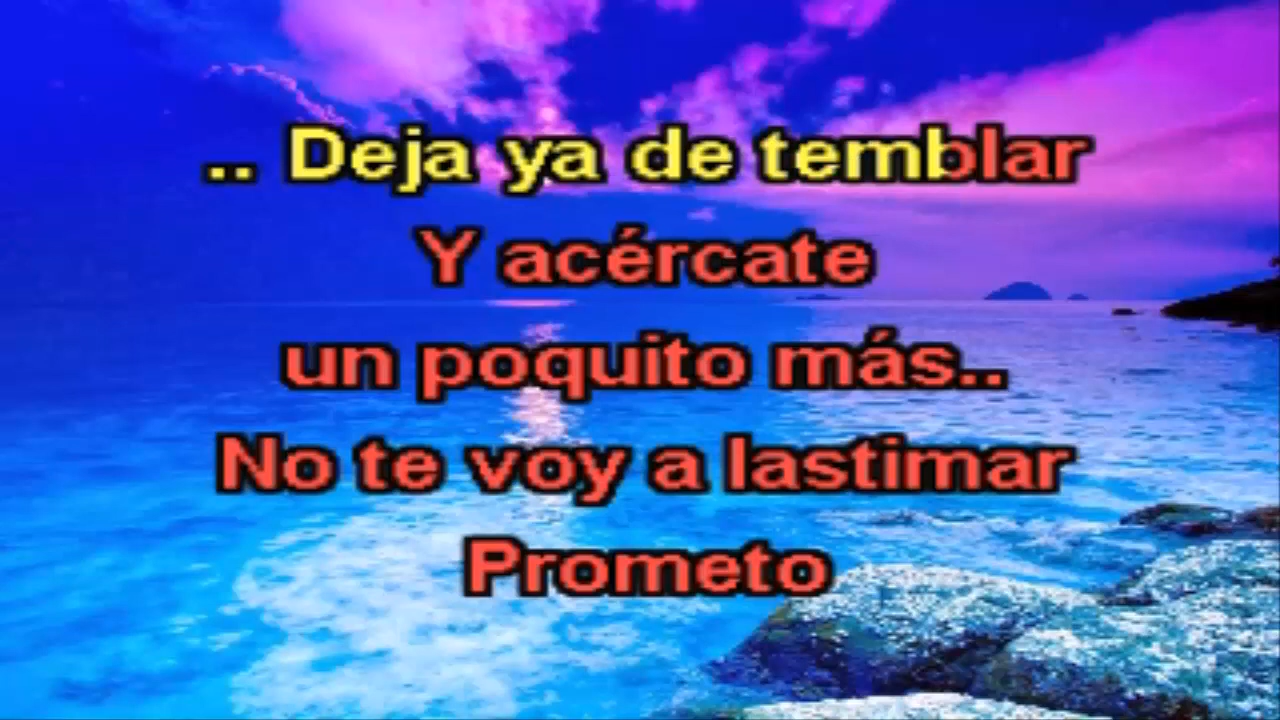 .. Deja ya de temblar
Y acércate
un poquito más..
No te voy a lastimar
Prometo